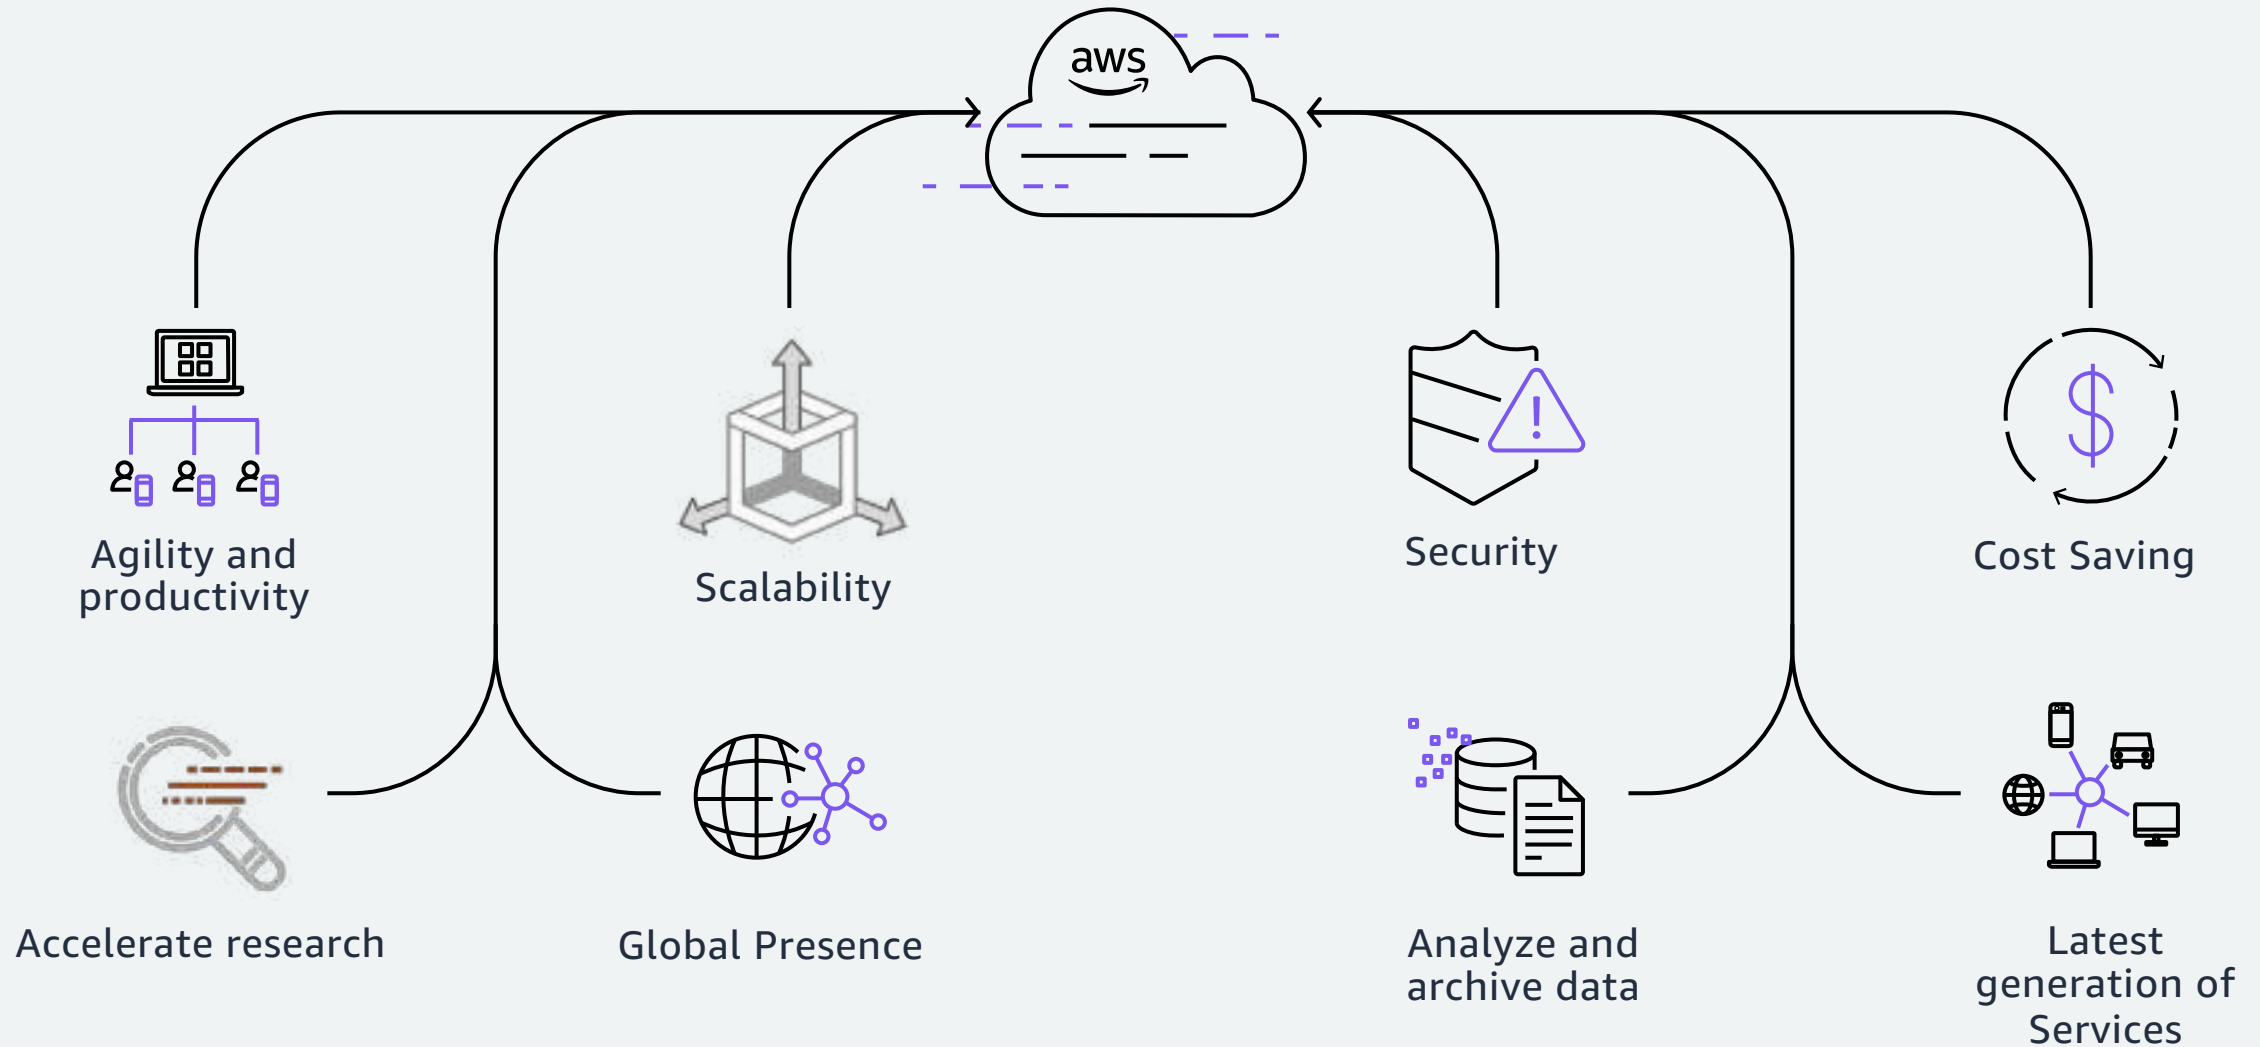 aws
Agility and
productivity
Scalability
Security
Cost Saving
Accelerate research
Global Presence
Analyze and
archive data
Latest
generation of
Services